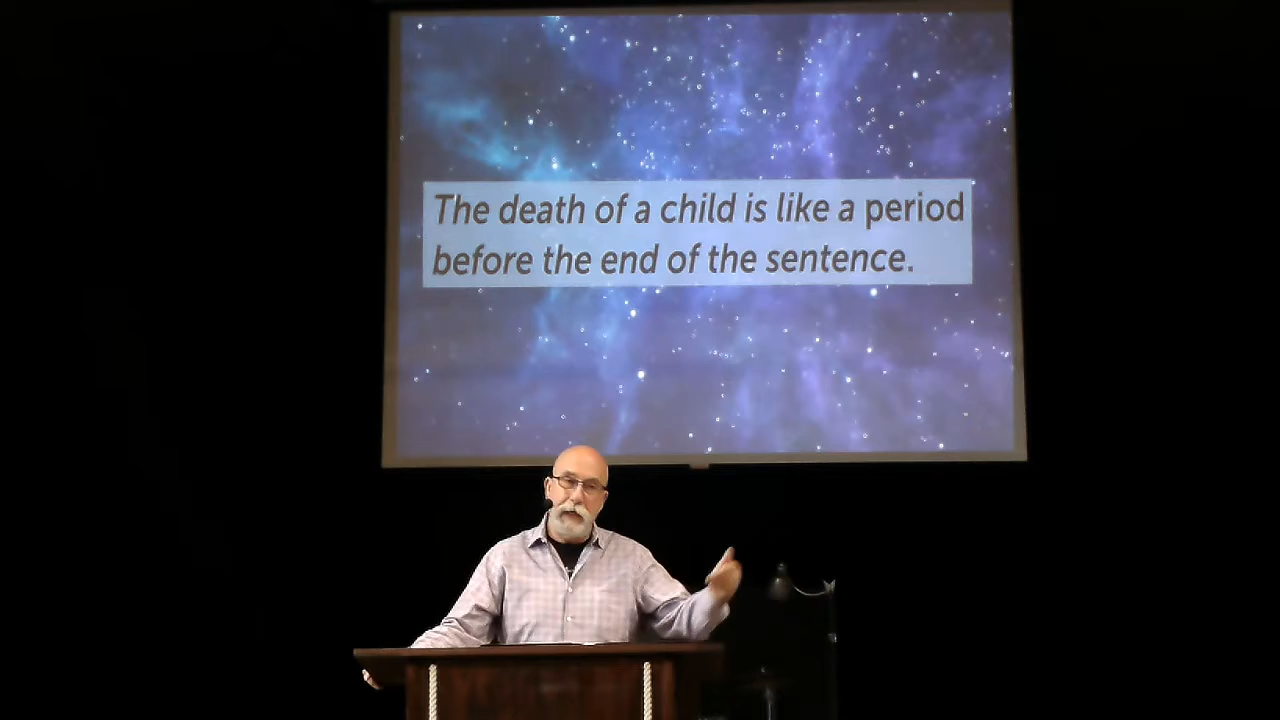 The death of a child is like a period
before the end of the sentence.